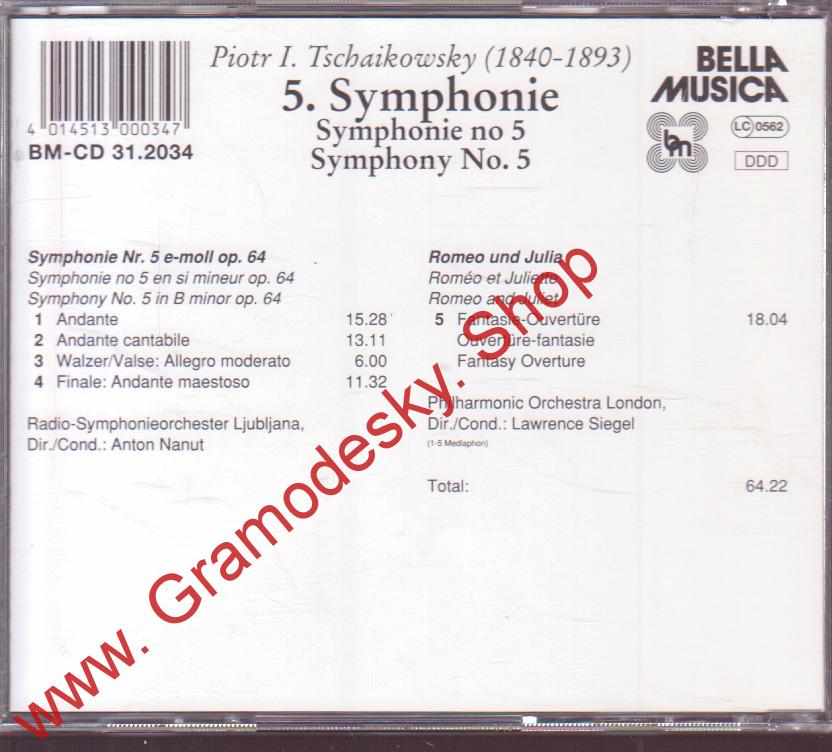 Piotr I. Tschaikowsky (1840-1893)
5. Symphonie
Symphonie no 5
Symphony No. 5
4 014513 000347
BM-CD 31.2034
BELLA
MUSICA
bm
LC 0562
DDD
Symphonie Nr. 5 e-moll op. 64
Symphonie no 5 en si mineur op. 64
Symphony No. 5 in B minor op. 64
1 Andante 15.28
2 Andante cantabile 13.11
3 Walzer/Valse: Allegro moderato 6.00
4 Finale: Andante maestoso 11.32
Radio-Symphonieorchester Ljubljana,
Dir./Cond.: Anton Nanut
Romeo und Julia
Roméo et Juliette
Romeo and Juliet
5 Fantasie-Ouvertüre 18.04
Ouvertüre-fantasie
Fantasy Overture
Philharmonic Orchestra London,
Dir./Cond.: Lawrence Siegel
(1-5 Mediaphon)
Total: 64.22
www. Gramodesky. Shop